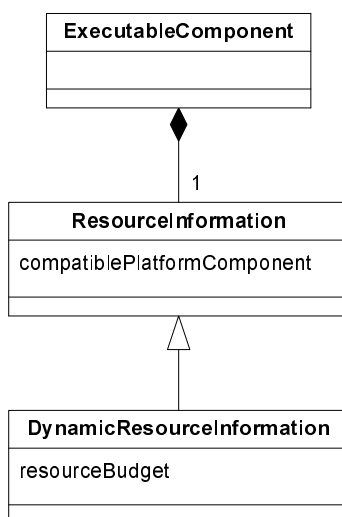 ExecutableComponent
1
ResourceInformation
compatiblePlatformComponent
DynamicResourceInformation
resourceBudget